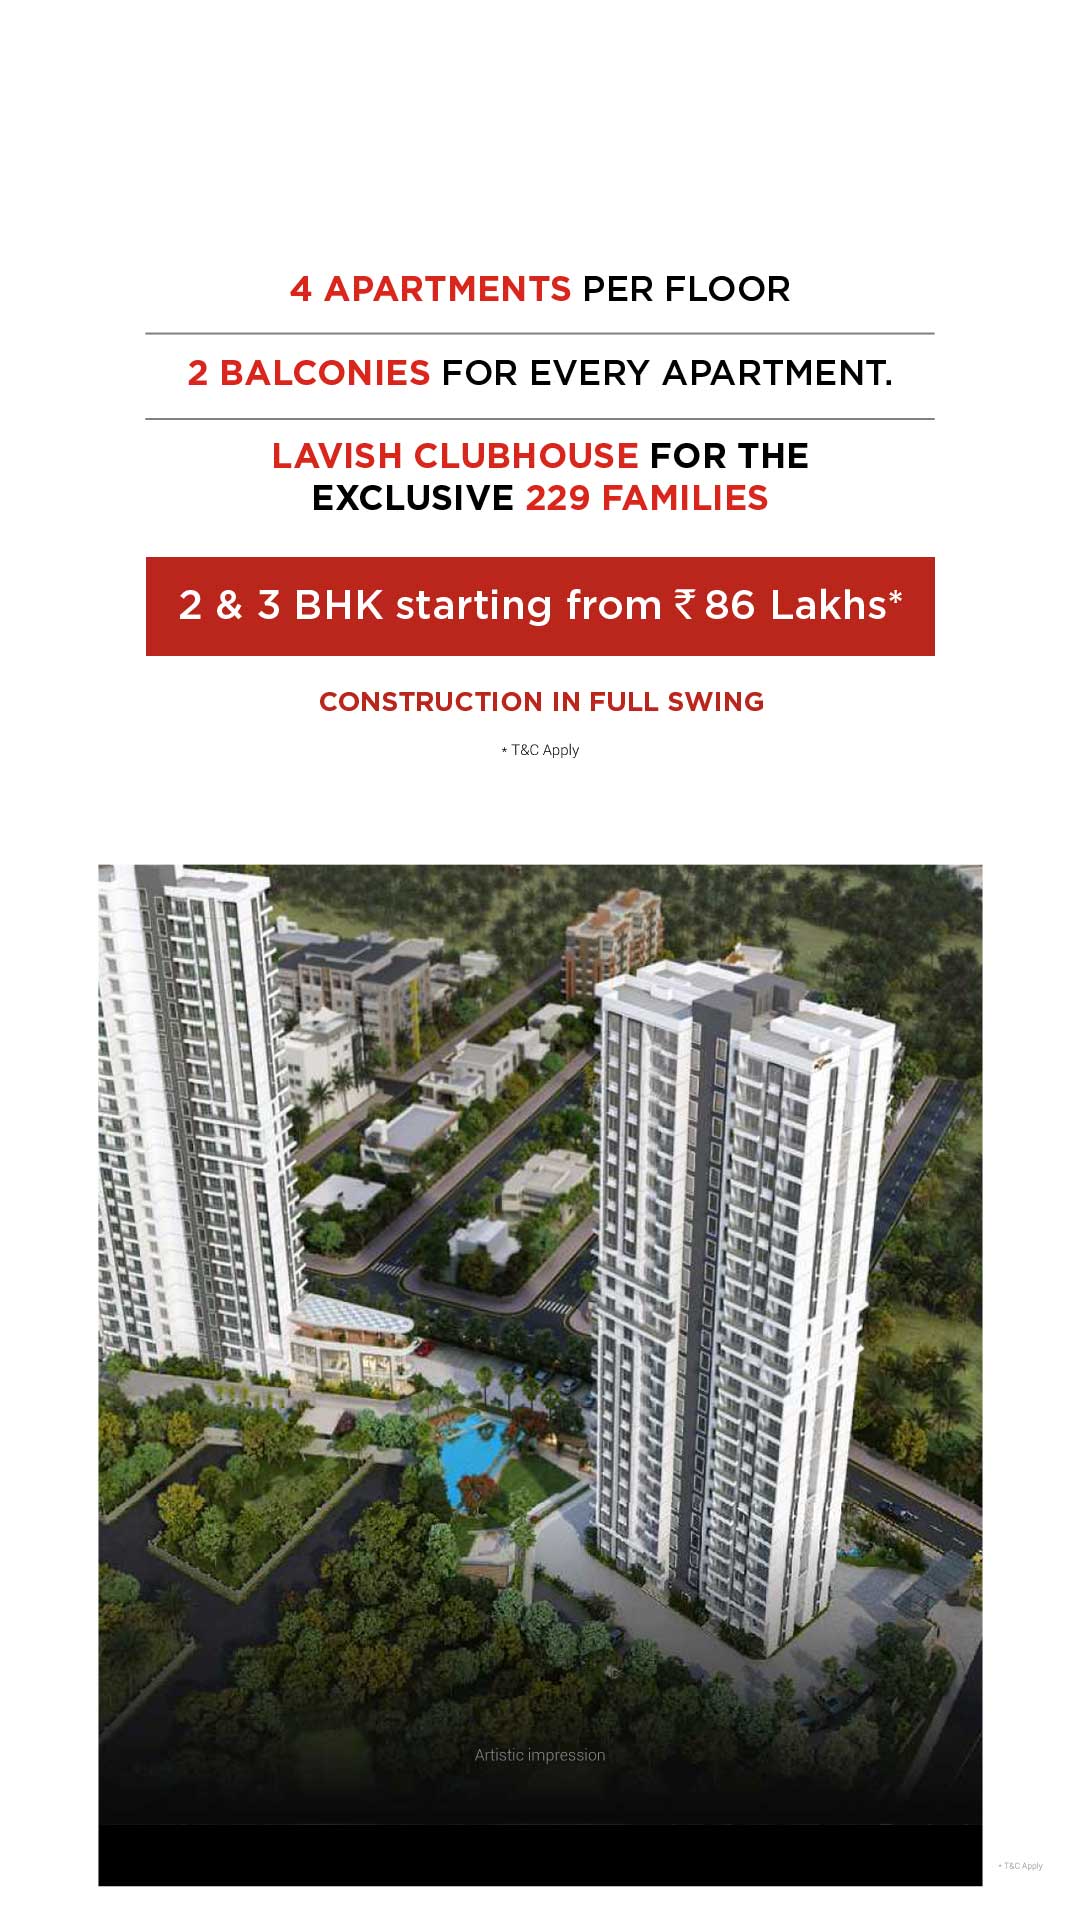 4 APARTMENTS PER FLOOR
2 BALCONIES FOR EVERY APARTMENT.
LAVISH CLUBHOUSE FOR THE
EXCLUSIVE 229 FAMILIES
2 & 3 BHK starting from ₹ 86 Lakhs*
CONSTRUCTION IN FULL SWING
* T&C Apply
Artistic impression
* T&C Apply